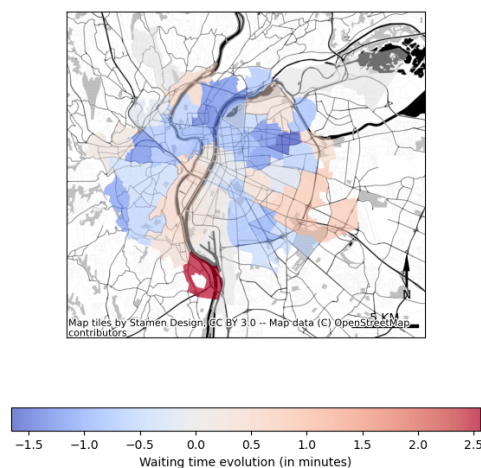 N
5 KM
Map tiles by Stamen Design, CC BY 3.0 -- Map data (C) OpenStreetMap
contributors
−1.5 −1.0 −0.5 0.0 0.5 1.0 1.5 2.0 2.5
Waiting time evolution (in minutes)